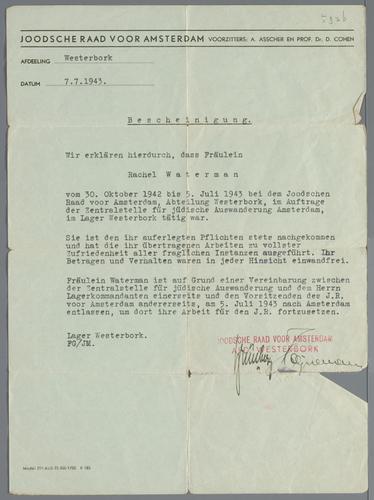 JOODSCHE RAAD VOOR AMSTERDAM VOORZITTERS: A. ASSCHER EN PROF. Dr. D. COHEN
AFDEELING Westerbork
DATUM 7.7.1943.
Bescheinigung.
Wir erklären hierdurch, dass Fräulein
Rachel Waterman
vom 30. Oktober 1942 bis 5. Juli 1943 bei dem Joodschen
Raad voor Amsterdam, Abteilung Westerbork, im Auftrage
der Zentralstelle für jüdische Auswanderung Amsterdam,
im Lager Westerbork tätig war.
Sie ist den ihr auferlegten Pflichten stets nachgekommen
und hat die ihr übertragenen Arbeiten zu vollster
Zufriedenheit aller fraglichen Instanzen ausgeführt. Ihr
Betragen und Verhalten waren in jeder Hinsicht einwandfrei.
Fräulein Waterman ist auf Grund einer Vereinbarung zwischen
der Zentralstelle für jüdische Auswanderung und den Herrn
Lagerkommandanten einerseits und den Vorsitzenden des J.R.
voor Amsterdam andererseits, am 5. Juli 1943 nach Amsterdam
entlassen, um dort ihre Arbeit für den J.R. fortzusetzen.
Lager Westerbork.
FG/JM.
JOODSCHE RAAD VOOR AMSTERDAM
WESTERBORK